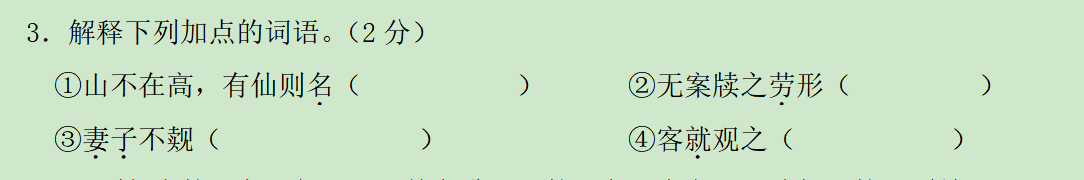 3．解释下列加点的词语。（2 分）
①山不在高，有仙则名（ ） ②无案牍之劳形（ ）
③妻子不觌（ ） ④客就观之（ ）